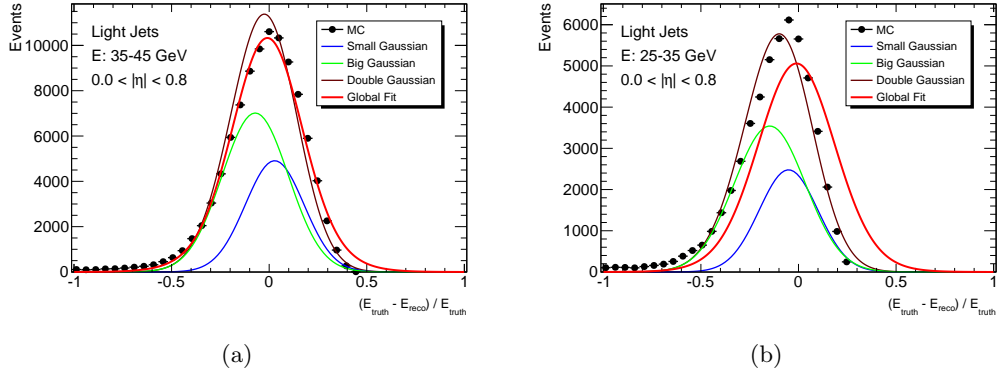 Events
Light Jets
E: 35-45 GeV
0.0 < |η| < 0.8
MC
Small Gaussian
Big Gaussian
Double Gaussian
Global Fit
10000
8000
6000
4000
2000
0
-1 -0.5 0 0.5 1
(E_truth - E_reco) / E_truth
(a)
Events
Light Jets
E: 25-35 GeV
0.0 < |η| < 0.8
MC
Small Gaussian
Big Gaussian
Double Gaussian
Global Fit
6000
5000
4000
3000
2000
1000
0
-1 -0.5 0 0.5 1
(E_truth - E_reco) / E_truth
(b)